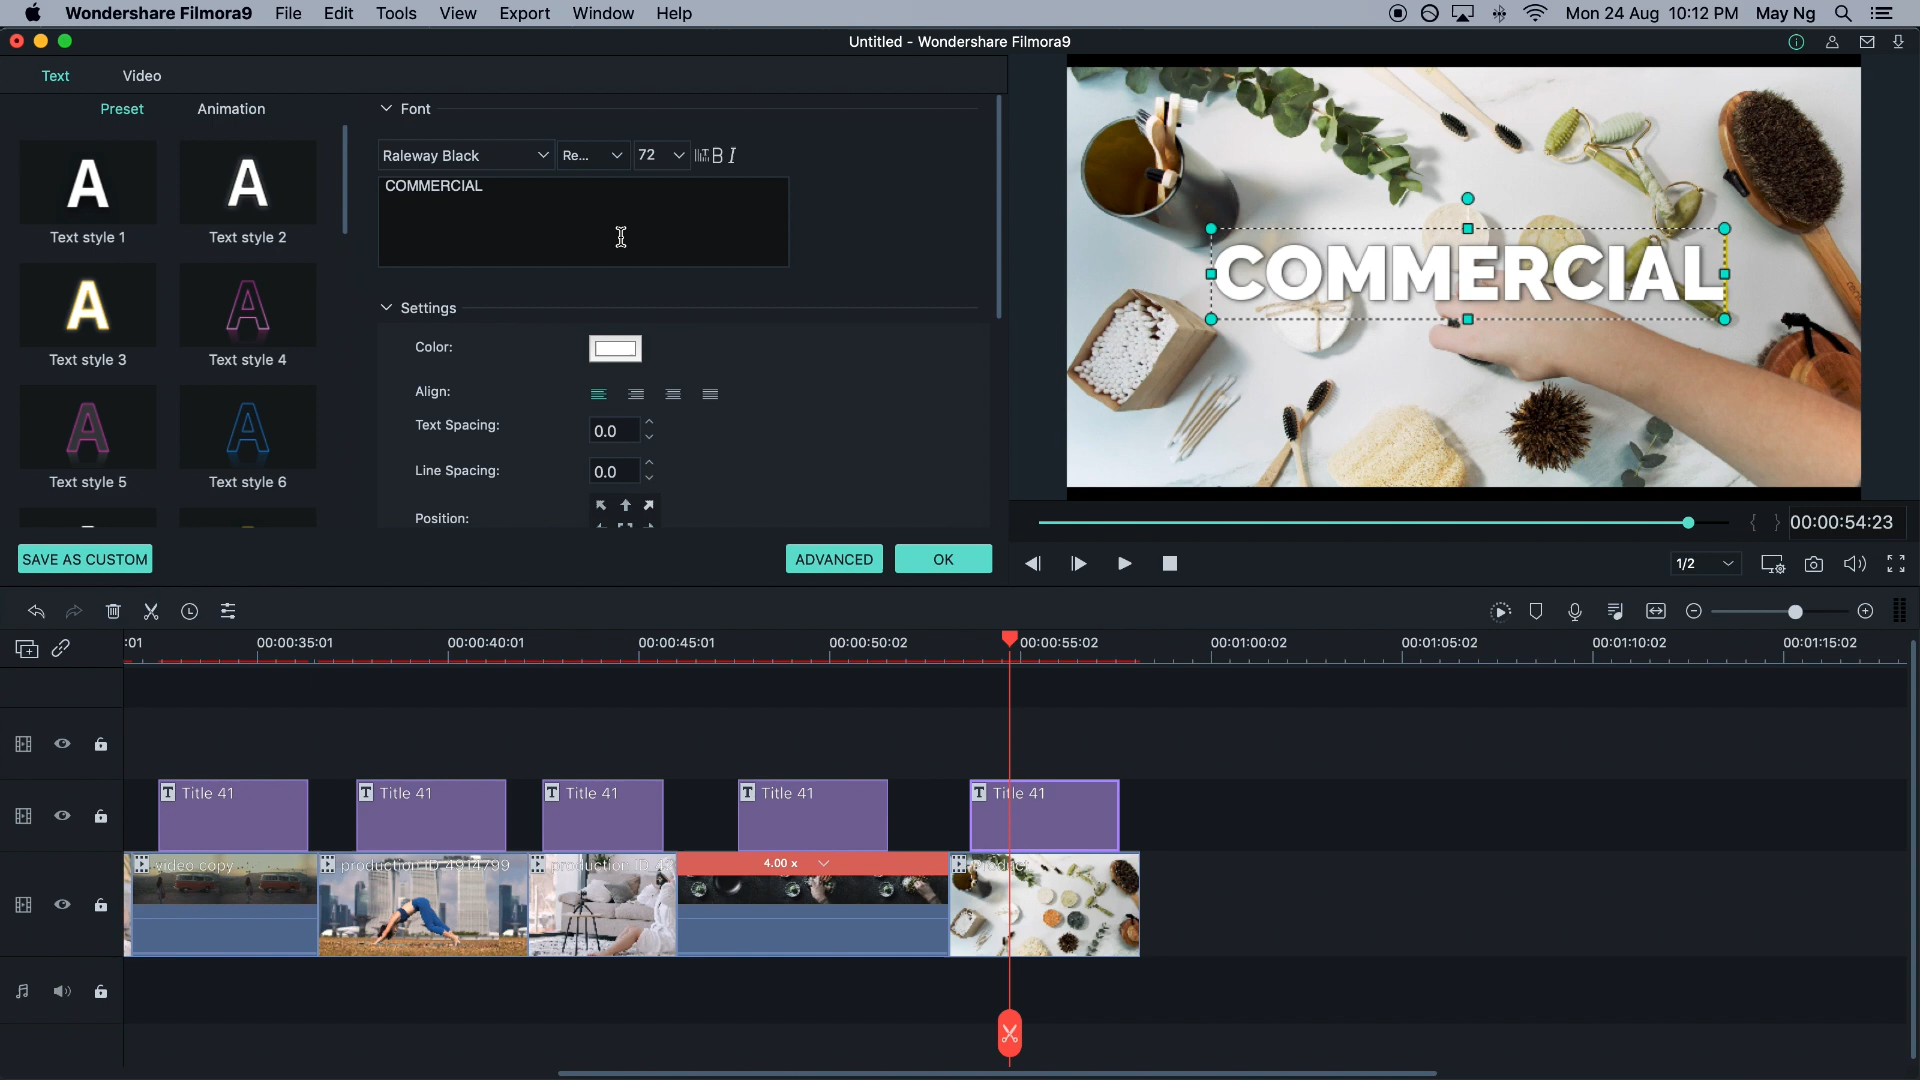 Wondershare Filmora9 File Edit Tools View Export Window Help Mon 24 Aug 10:12 PM May Ng
Untitled - Wondershare Filmora9
Text Video
Preset Animation
Font
Raleway Black Re... 72 B I
COMMERCIAL
A A
Text style 1 Text style 2
A A
Text style 3 Text style 4
A A
Text style 5 Text style 6
Settings
Color:
Align:
Text Spacing: 0.0
Line Spacing: 0.0
Position:
SAVE AS CUSTOM ADVANCED OK
COMMERCIAL
{ } 00:00:54:23
1/2
:01 00:00:35:01 00:00:40:01 00:00:45:01 00:00:50:02 00:00:55:02 00:01:00:02 00:01:05:02 00:01:10:02 00:01:15:02
T Title 41 T Title 41 T Title 41 T Title 41 T Title 41
video copy production ID 4914799 production ID 4.00 x